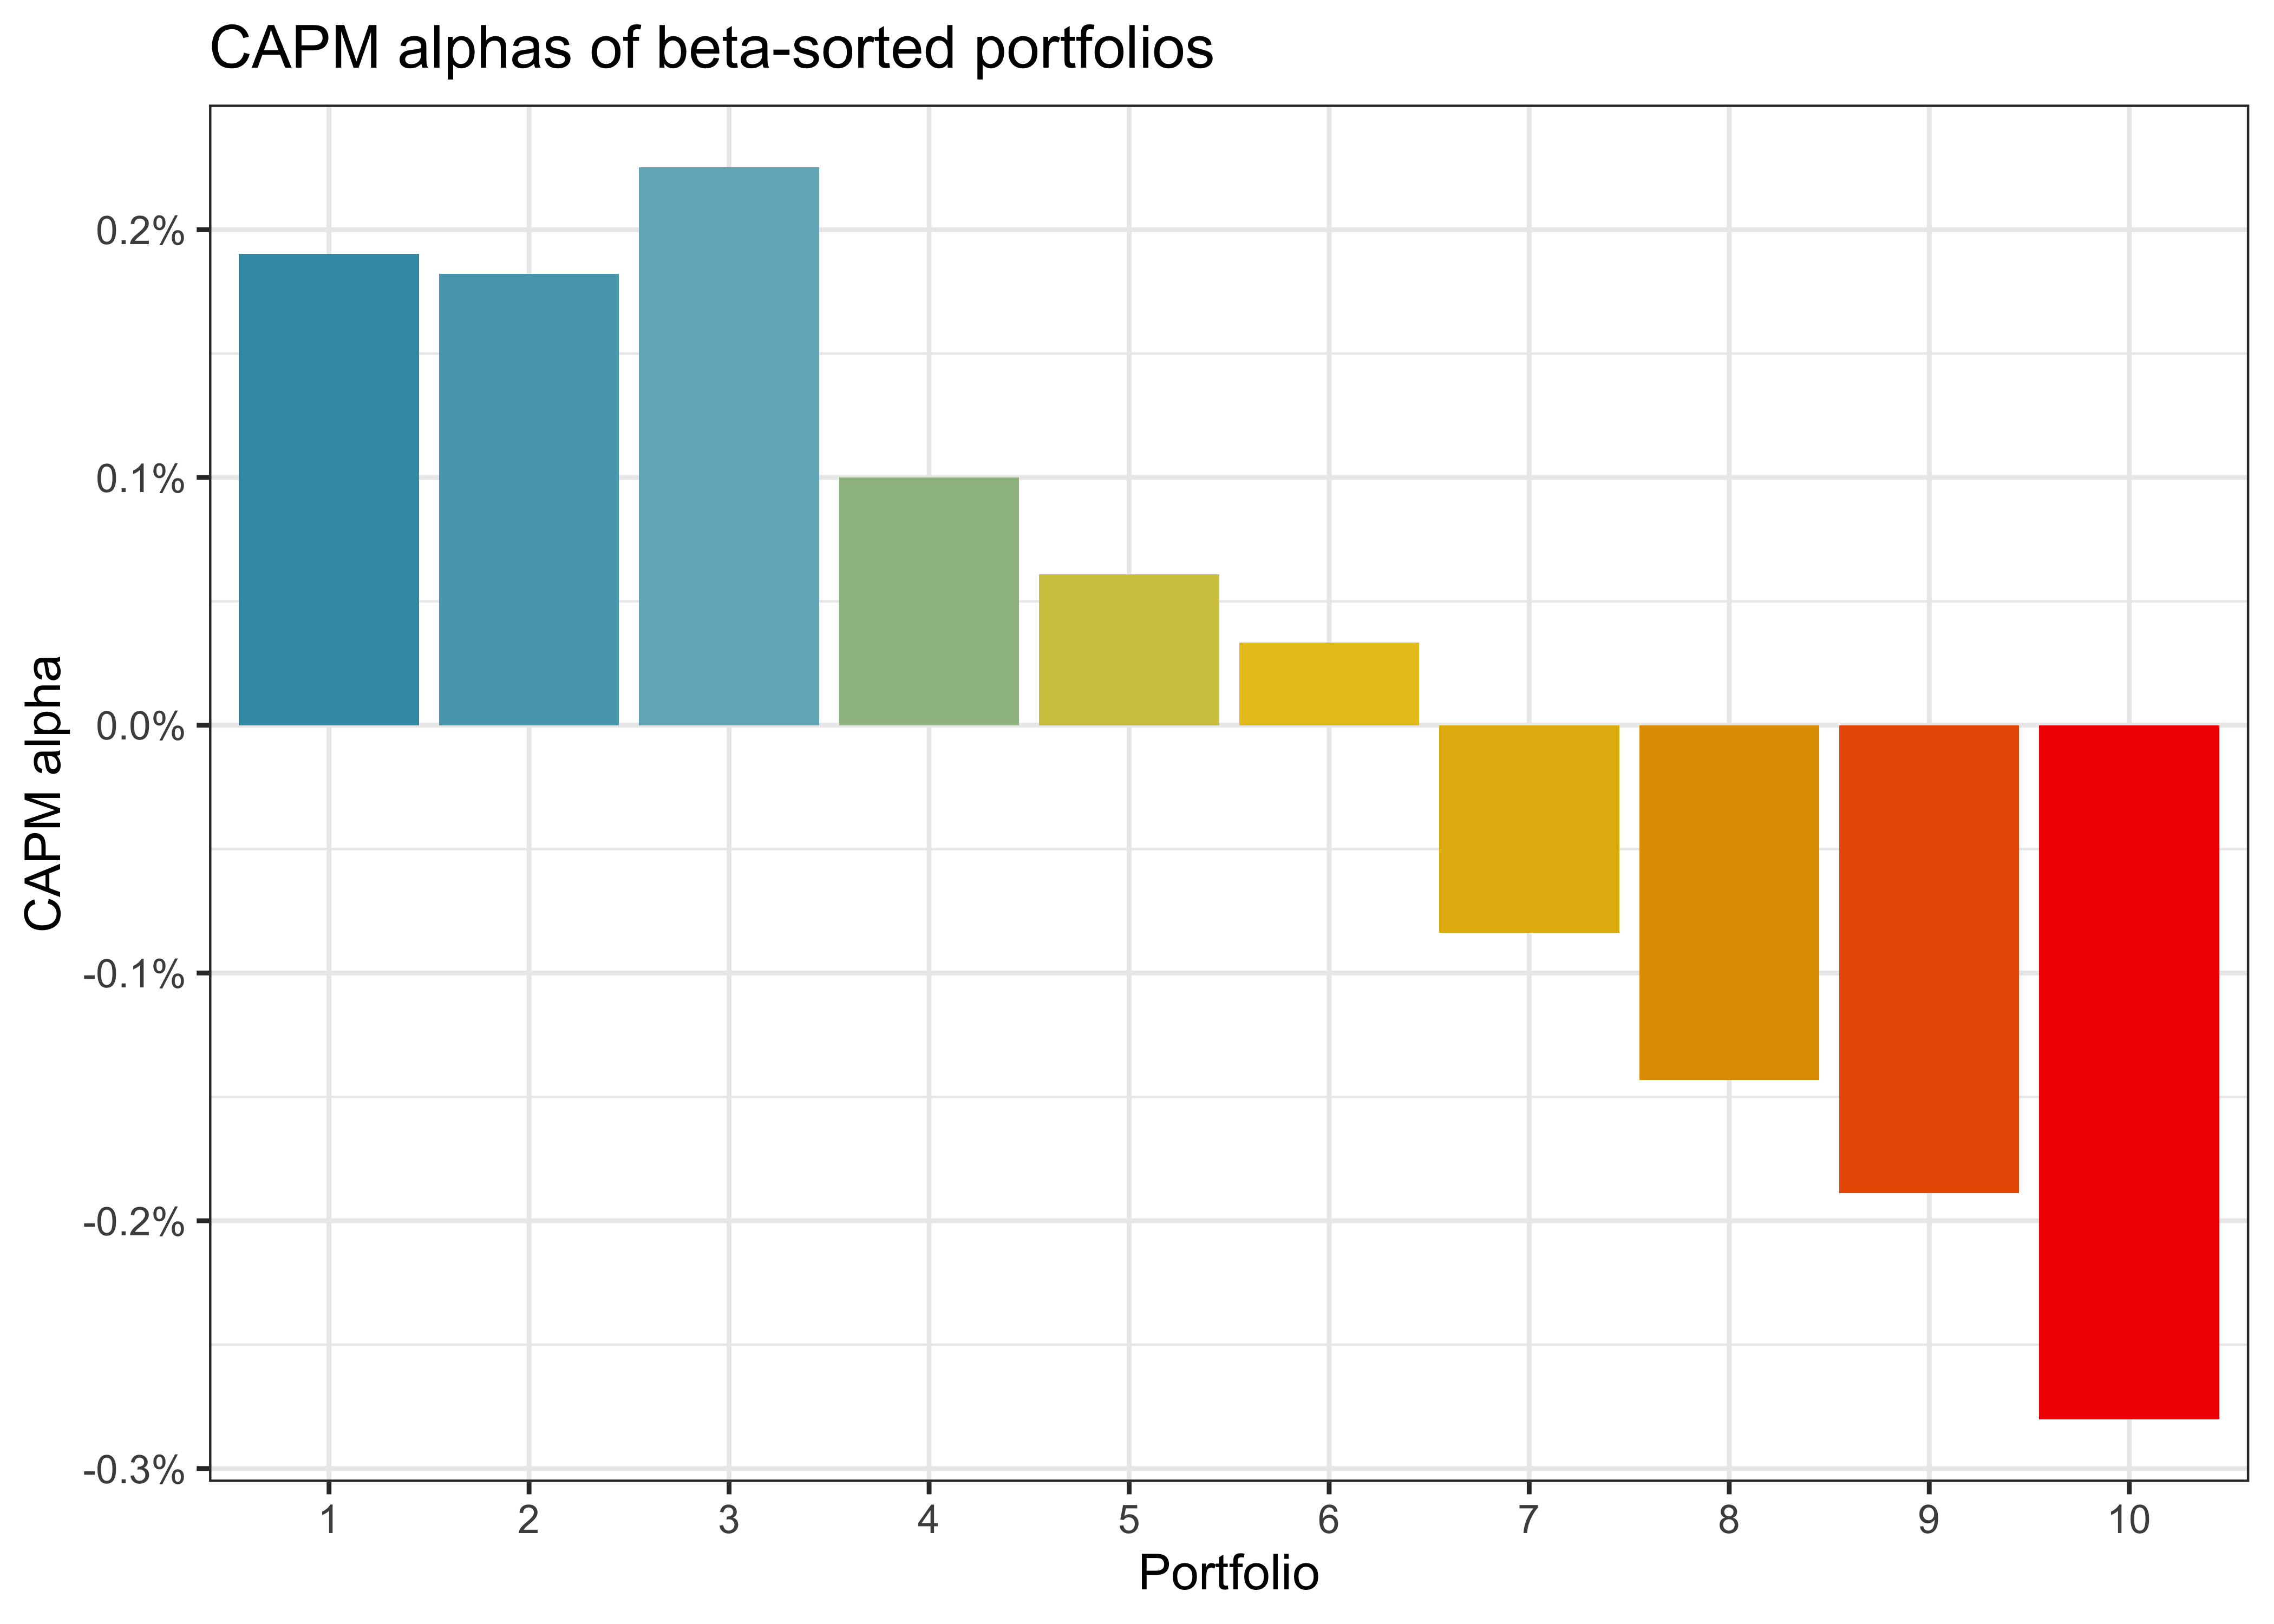 CAPM alphas of beta-sorted portfolios
CAPM alpha
0.2%
0.1%
0.0%
-0.1%
-0.2%
-0.3%
1 2 3 4 5 6 7 8 9 10
Portfolio